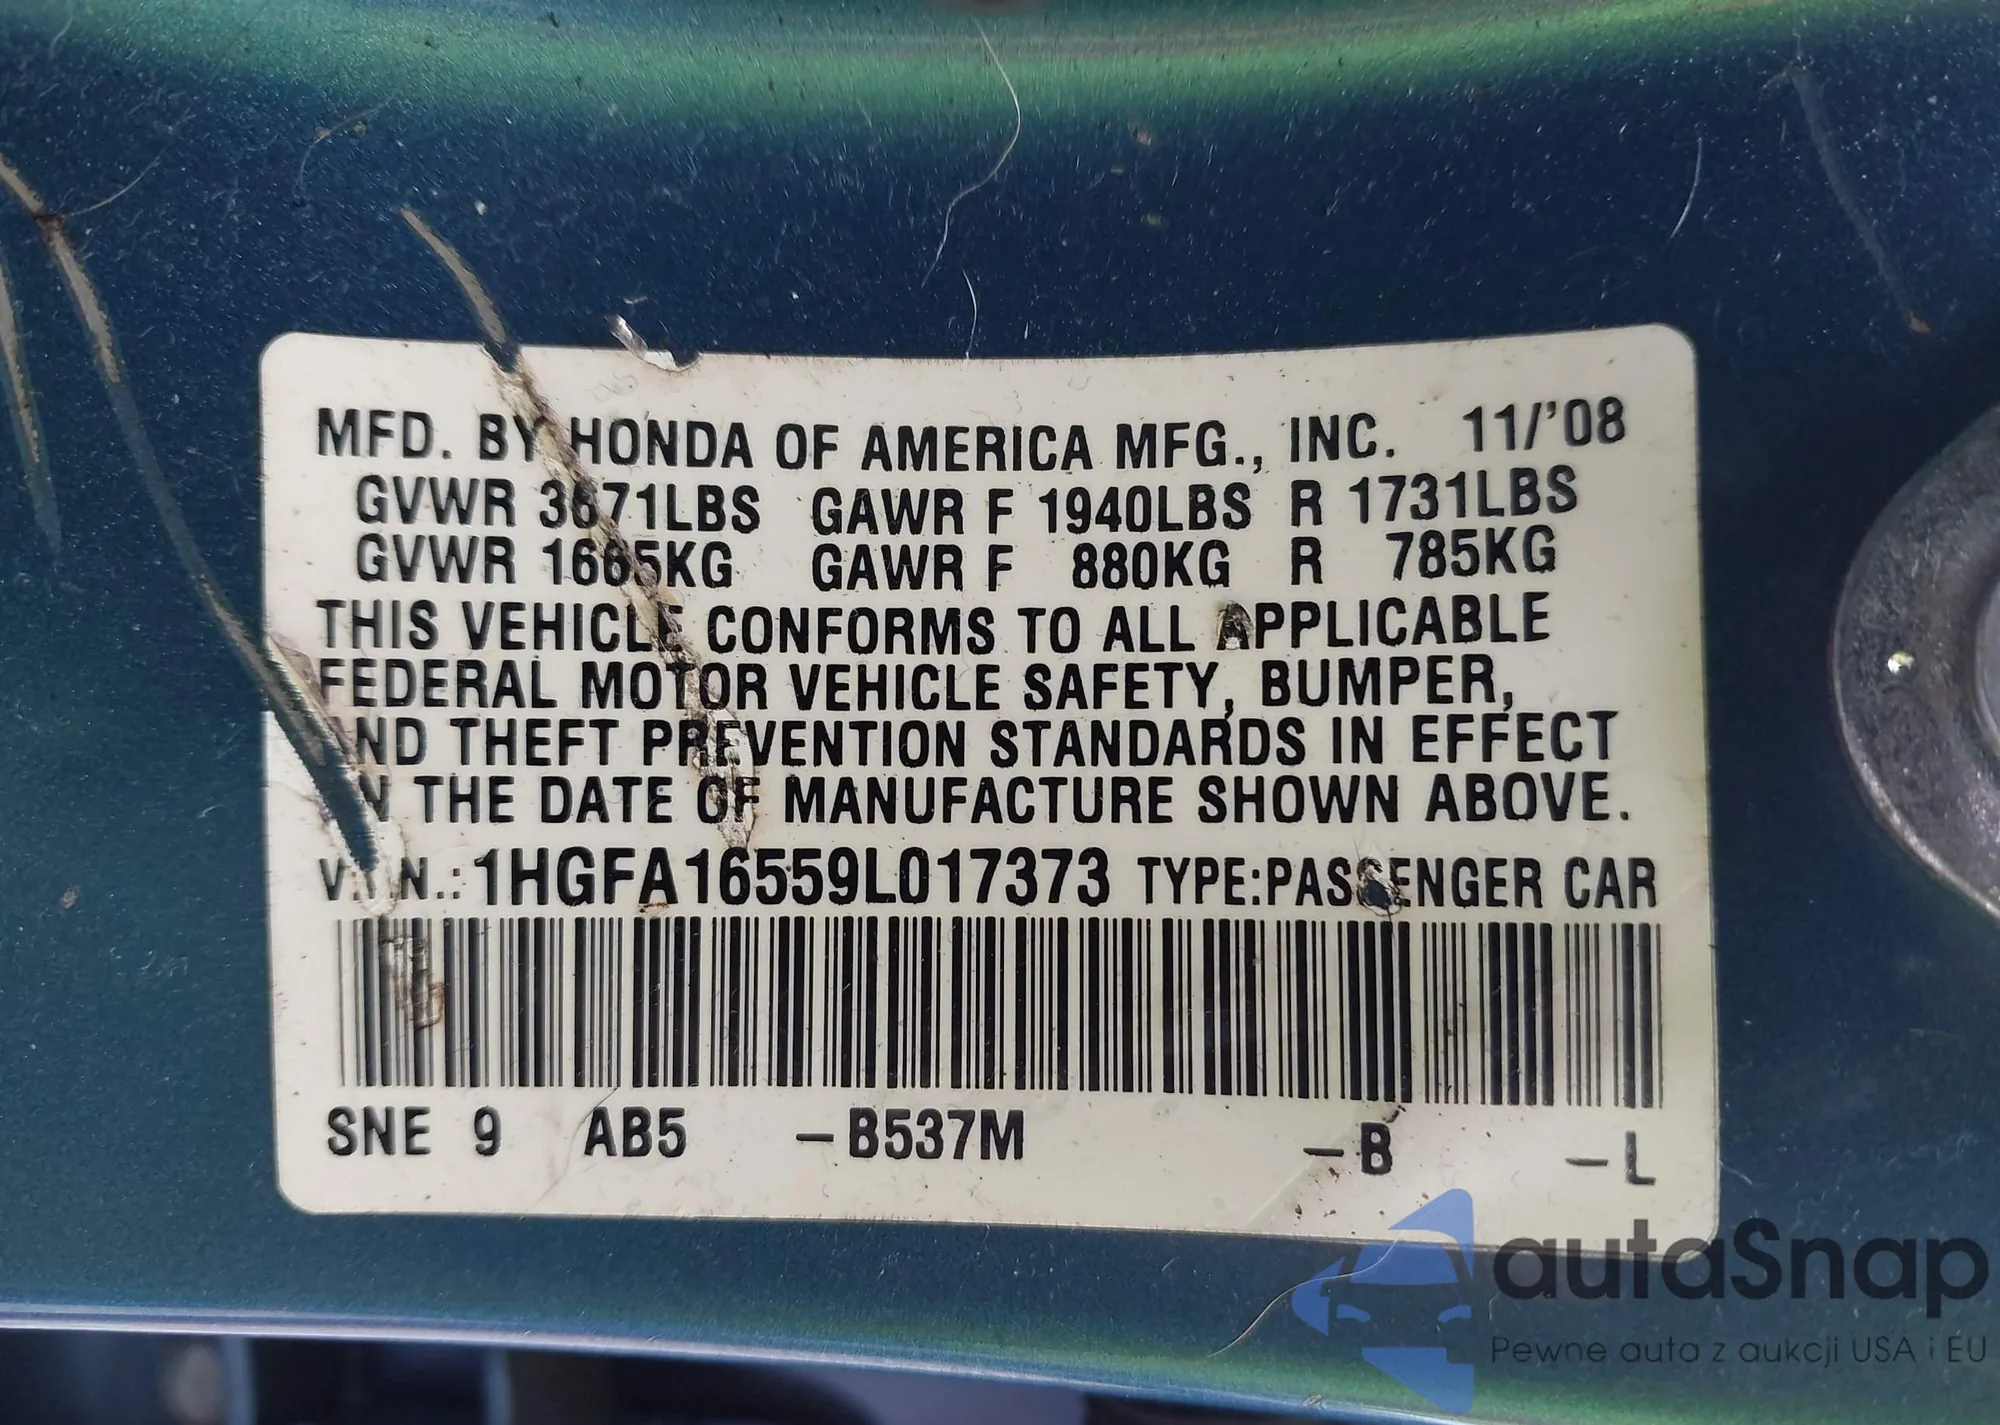 MFD. BY HONDA OF AMERICA MFG., INC. 11/'08
GVWR 3671LBS GAWR F 1940LBS R 1731LBS
GVWR 1665KG GAWR F 880KG R 785KG
THIS VEHICLE CONFORMS TO ALL APPLICABLE
FEDERAL MOTOR VEHICLE SAFETY, BUMPER,
AND THEFT PREVENTION STANDARDS IN EFFECT
ON THE DATE OF MANUFACTURE SHOWN ABOVE.
V.I.N.: 1HGFA16559L017373 TYPE:PASSENGER CAR
SNE 9 AB5 -B537M -B -L
autaSnap
Pewne auta z aukcji USA i EU